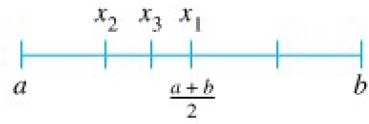 x₂ x₃ x₁
a (a + b)/2 b